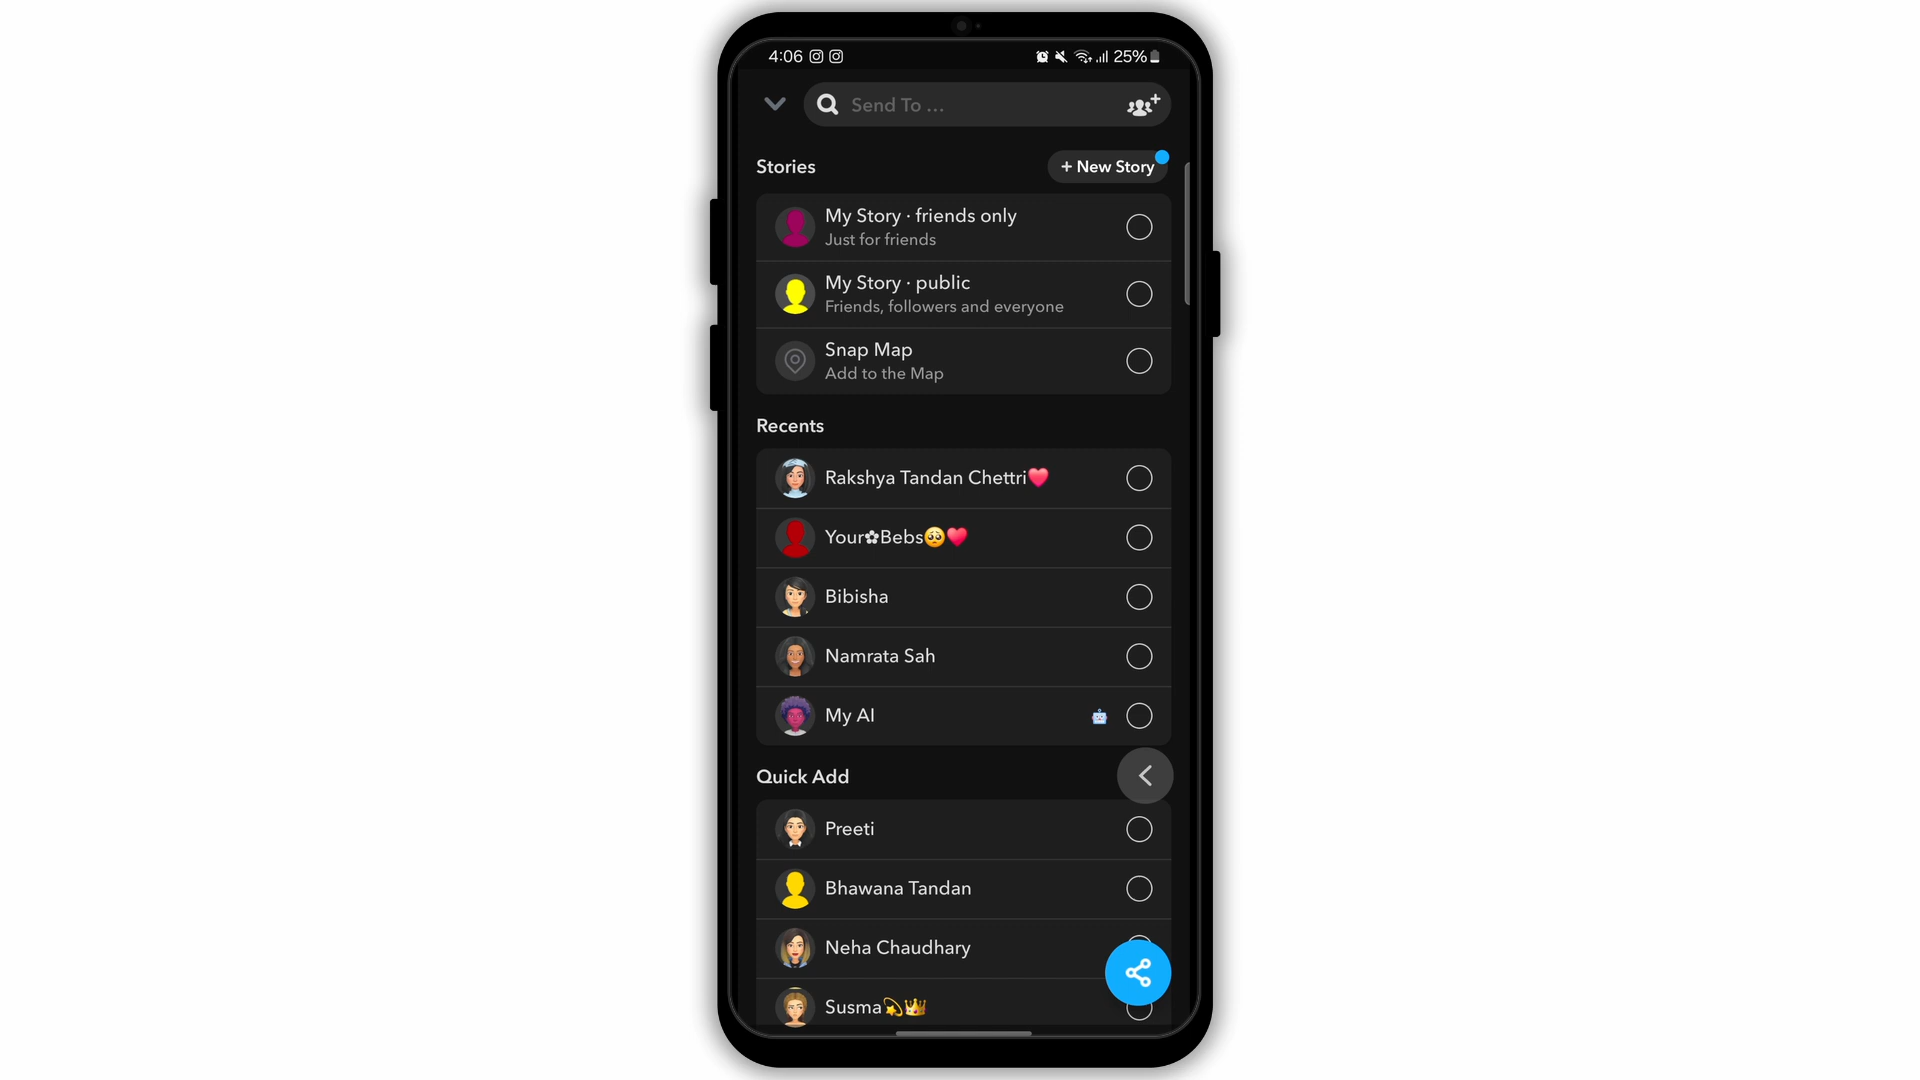 4:06
25%
Send To ...
Stories
+ New Story
My Story · friends only
Just for friends
My Story · public
Friends, followers and everyone
Snap Map
Add to the Map
Recents
Rakshya Tandan Chettri❤️
Your✿Bebs🥺❤️
Bibisha
Namrata Sah
My AI
Quick Add
Preeti
Bhawana Tandan
Neha Chaudhary
Susma💫👑